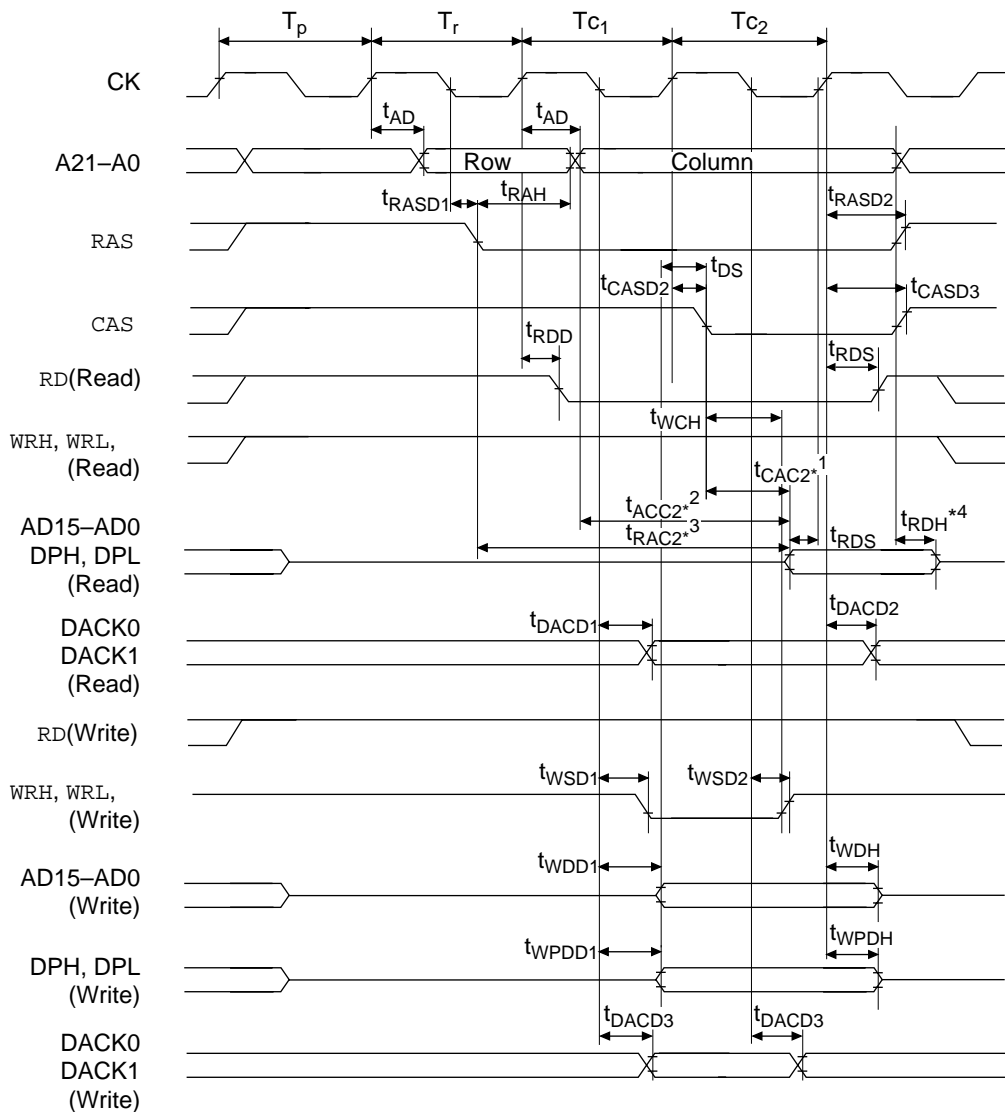 Tp Tr Tc1 Tc2
CK
tAD tAD
A21–A0 Row Column
tRASD1 tRAH tRASD2
RAS
tDS
tCASD2 tCASD3
CAS
tRDD tRDS
RD(Read)
tWCH
WRH, WRL,
(Read)
tCAC2*1
tACC2*2
AD15–AD0
tRAC2*3 tRDH*4
DPH, DPL tRDS
(Read)
tDACD1 tDACD2
DACK0
DACK1
(Read)
RD(Write)
tWSD1 tWSD2
WRH, WRL,
(Write)
tWDD1 tWDH
AD15–AD0
(Write)
tWPDD1 tWPDH
DPH, DPL
(Write)
tDACD3 tDACD3
DACK0
DACK1
(Write)